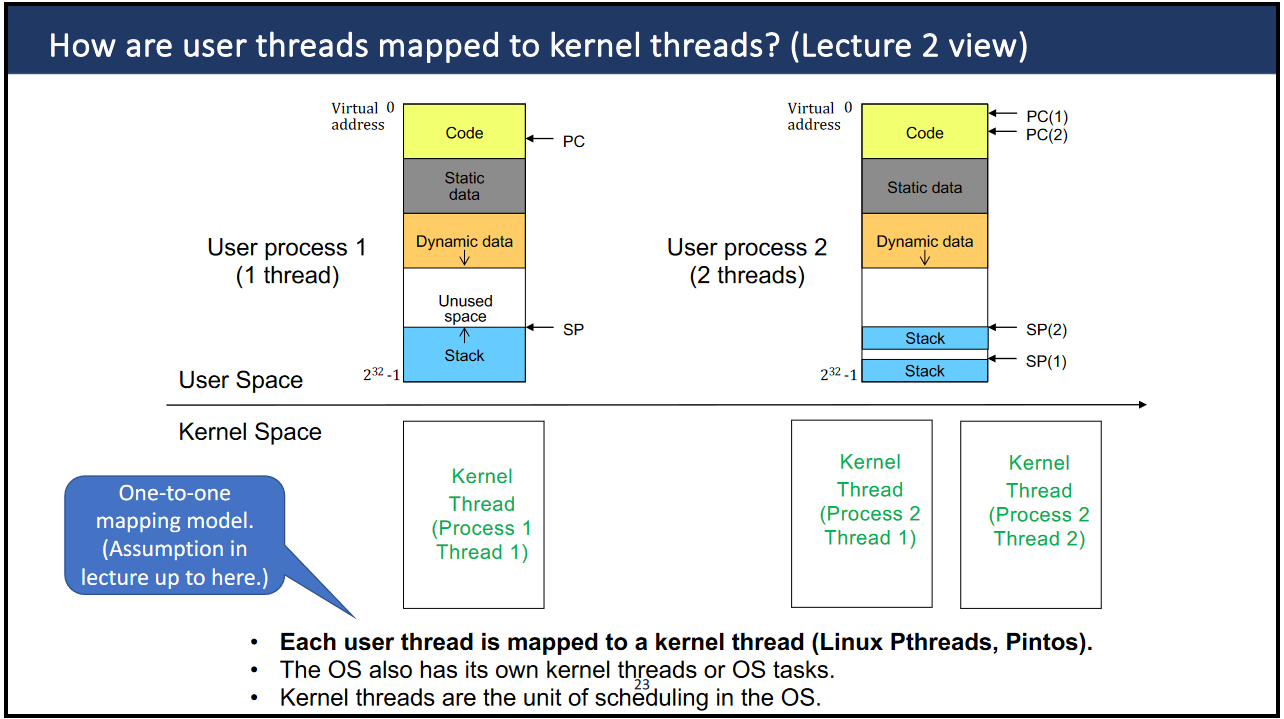 How are user threads mapped to kernel threads? (Lecture 2 view)
Virtual 0
address
Code
PC
Static
data
Dynamic data
User process 1
(1 thread)
Unused
space
SP
Stack
2³² -1
Virtual 0
address
Code
PC(1)
PC(2)
Static data
Dynamic data
User process 2
(2 threads)
SP(2)
Stack
SP(1)
Stack
2³² -1
User Space
Kernel Space
Kernel
Thread
(Process 1
Thread 1)
Kernel
Thread
(Process 2
Thread 1)
Kernel
Thread
(Process 2
Thread 2)
One-to-one
mapping model.
(Assumption in
lecture up to here.)
• Each user thread is mapped to a kernel thread (Linux Pthreads, Pintos).
• The OS also has its own kernel threads or OS tasks.
23
• Kernel threads are the unit of scheduling in the OS.